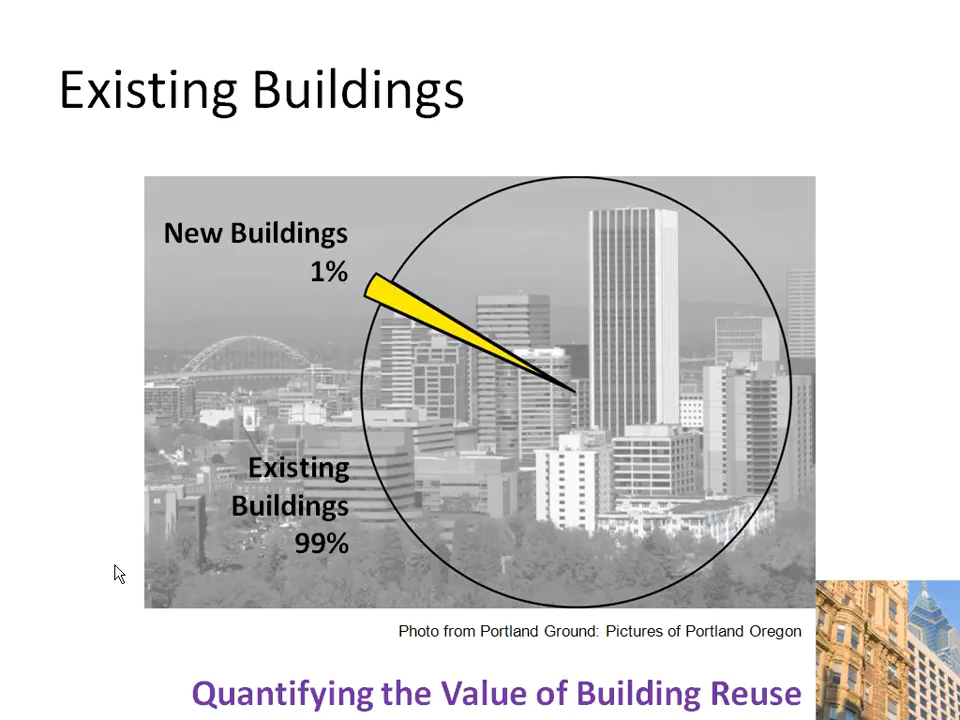 Existing Buildings
New Buildings
1%
Existing
Buildings
99%
Photo from Portland Ground: Pictures of Portland Oregon
Quantifying the Value of Building Reuse